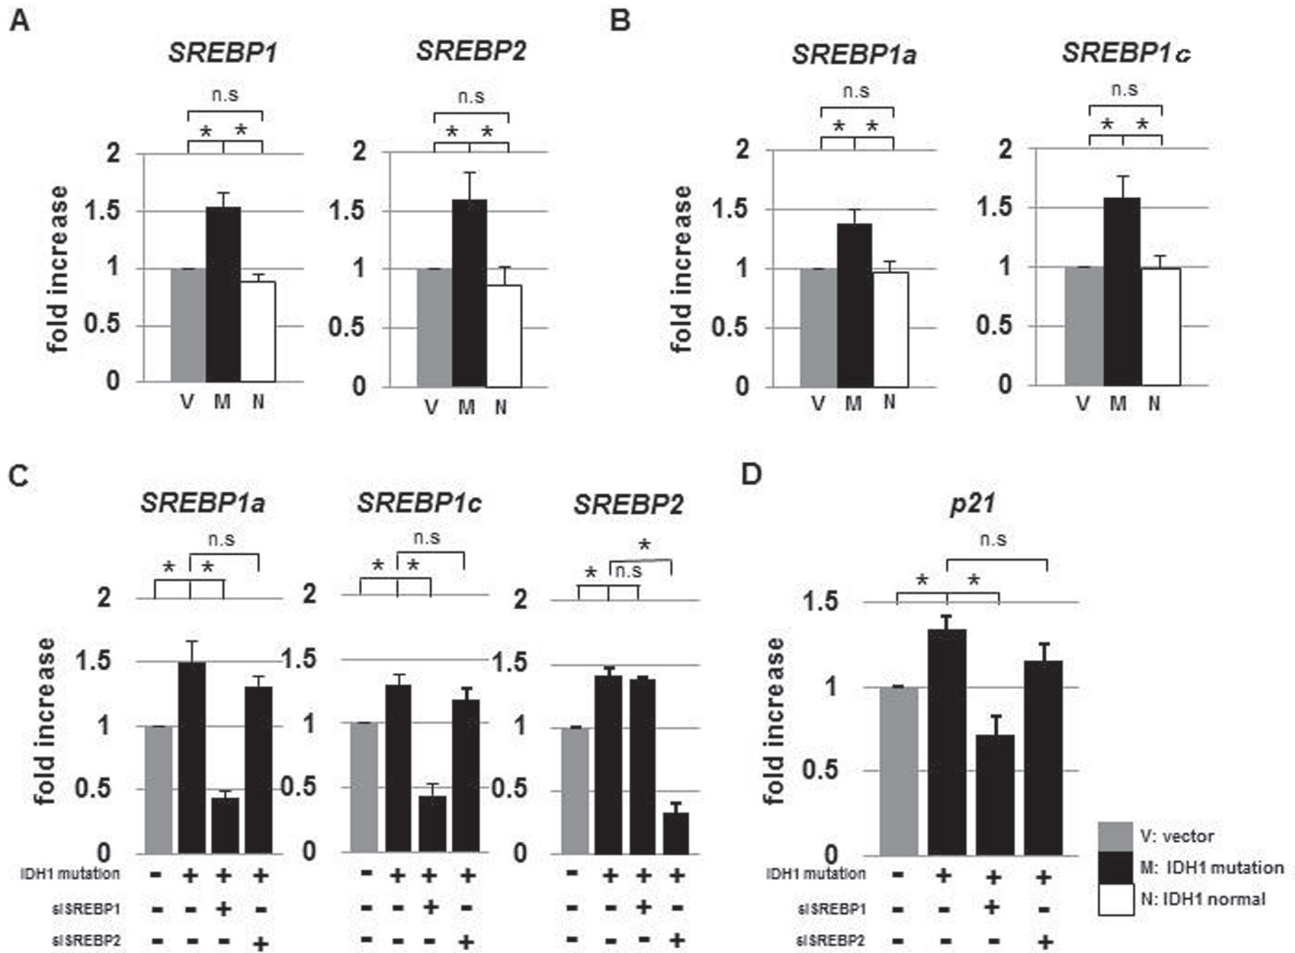 A
B
SREBP1
SREBP2
SREBP1a
SREBP1c
n.s
n.s
n.s
n.s
* *
* *
* *
* *
2
2
2
2
1.5
1.5
1.5
1.5
1
1
1
1
0.5
0.5
0.5
0.5
0
0
0
0
fold increase
fold increase
V M N
V M N
V M N
V M N
C
D
SREBP1a
SREBP1c
SREBP2
p21
n.s
n.s
*
n.s
* *
* *
* n.s
* *
2
2
2
1.5
1.5
1.5
1.5
1
1
1
1
0.5
0.5
0.5
0.5
0
0
0
0
fold increase
fold increase
IDH1 mutation - + + + - + + + - + + +
siSREBP1 - - + - - - + - - - + -
siSREBP2 - - - + - - - + - - - +
IDH1 mutation - + + +
siSREBP1 - - + -
siSREBP2 - - - +
V: vector
M: IDH1 mutation
N: IDH1 normal